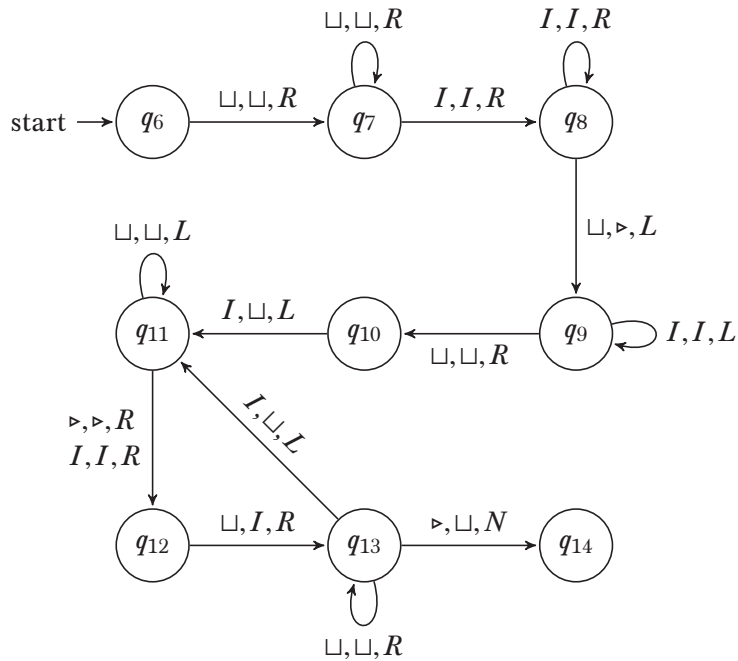 ⊔, ⊔, R
I, I, R
start
q₆
⊔, ⊔, R
q₇
I, I, R
q₈
⊔, ▹, L
⊔, ⊔, L
q₁₁
I, ⊔, L
q₁₀
⊔, ⊔, R
q₉
I, I, L
▹, ▹, R
I, I, R
I, ⊔, L
q₁₂
⊔, I, R
q₁₃
▹, ⊔, N
q₁₄
⊔, ⊔, R